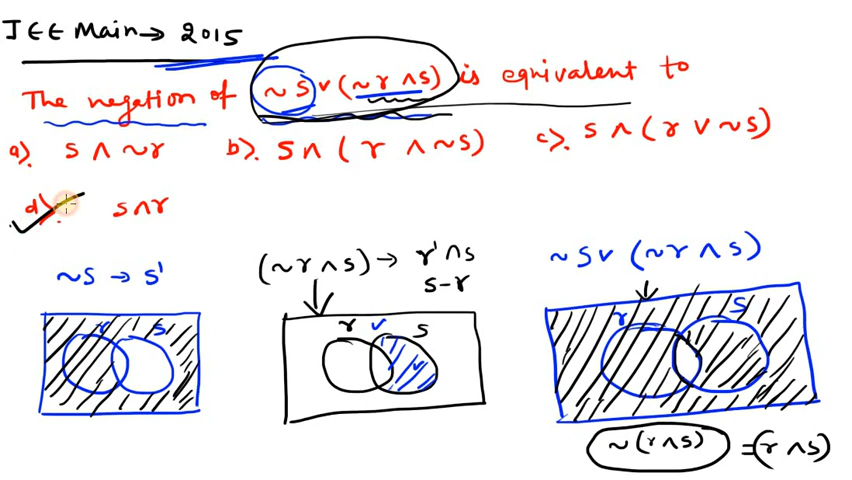 JEE Main → 2015
The negation of ~S ∨ (~r ∧ S) is equivalent to
a). S ∧ ~r b). S ∧ ( r ∧ ~S) c). S ∧ ( r ∨ ~S)
d). S ∧ r
~S → S' (~r ∧ S) → r' ∧ S ~S ∨ (~r ∧ S)
S - r
r S r S r S
~(r ∧ S) = (r ∧ S)